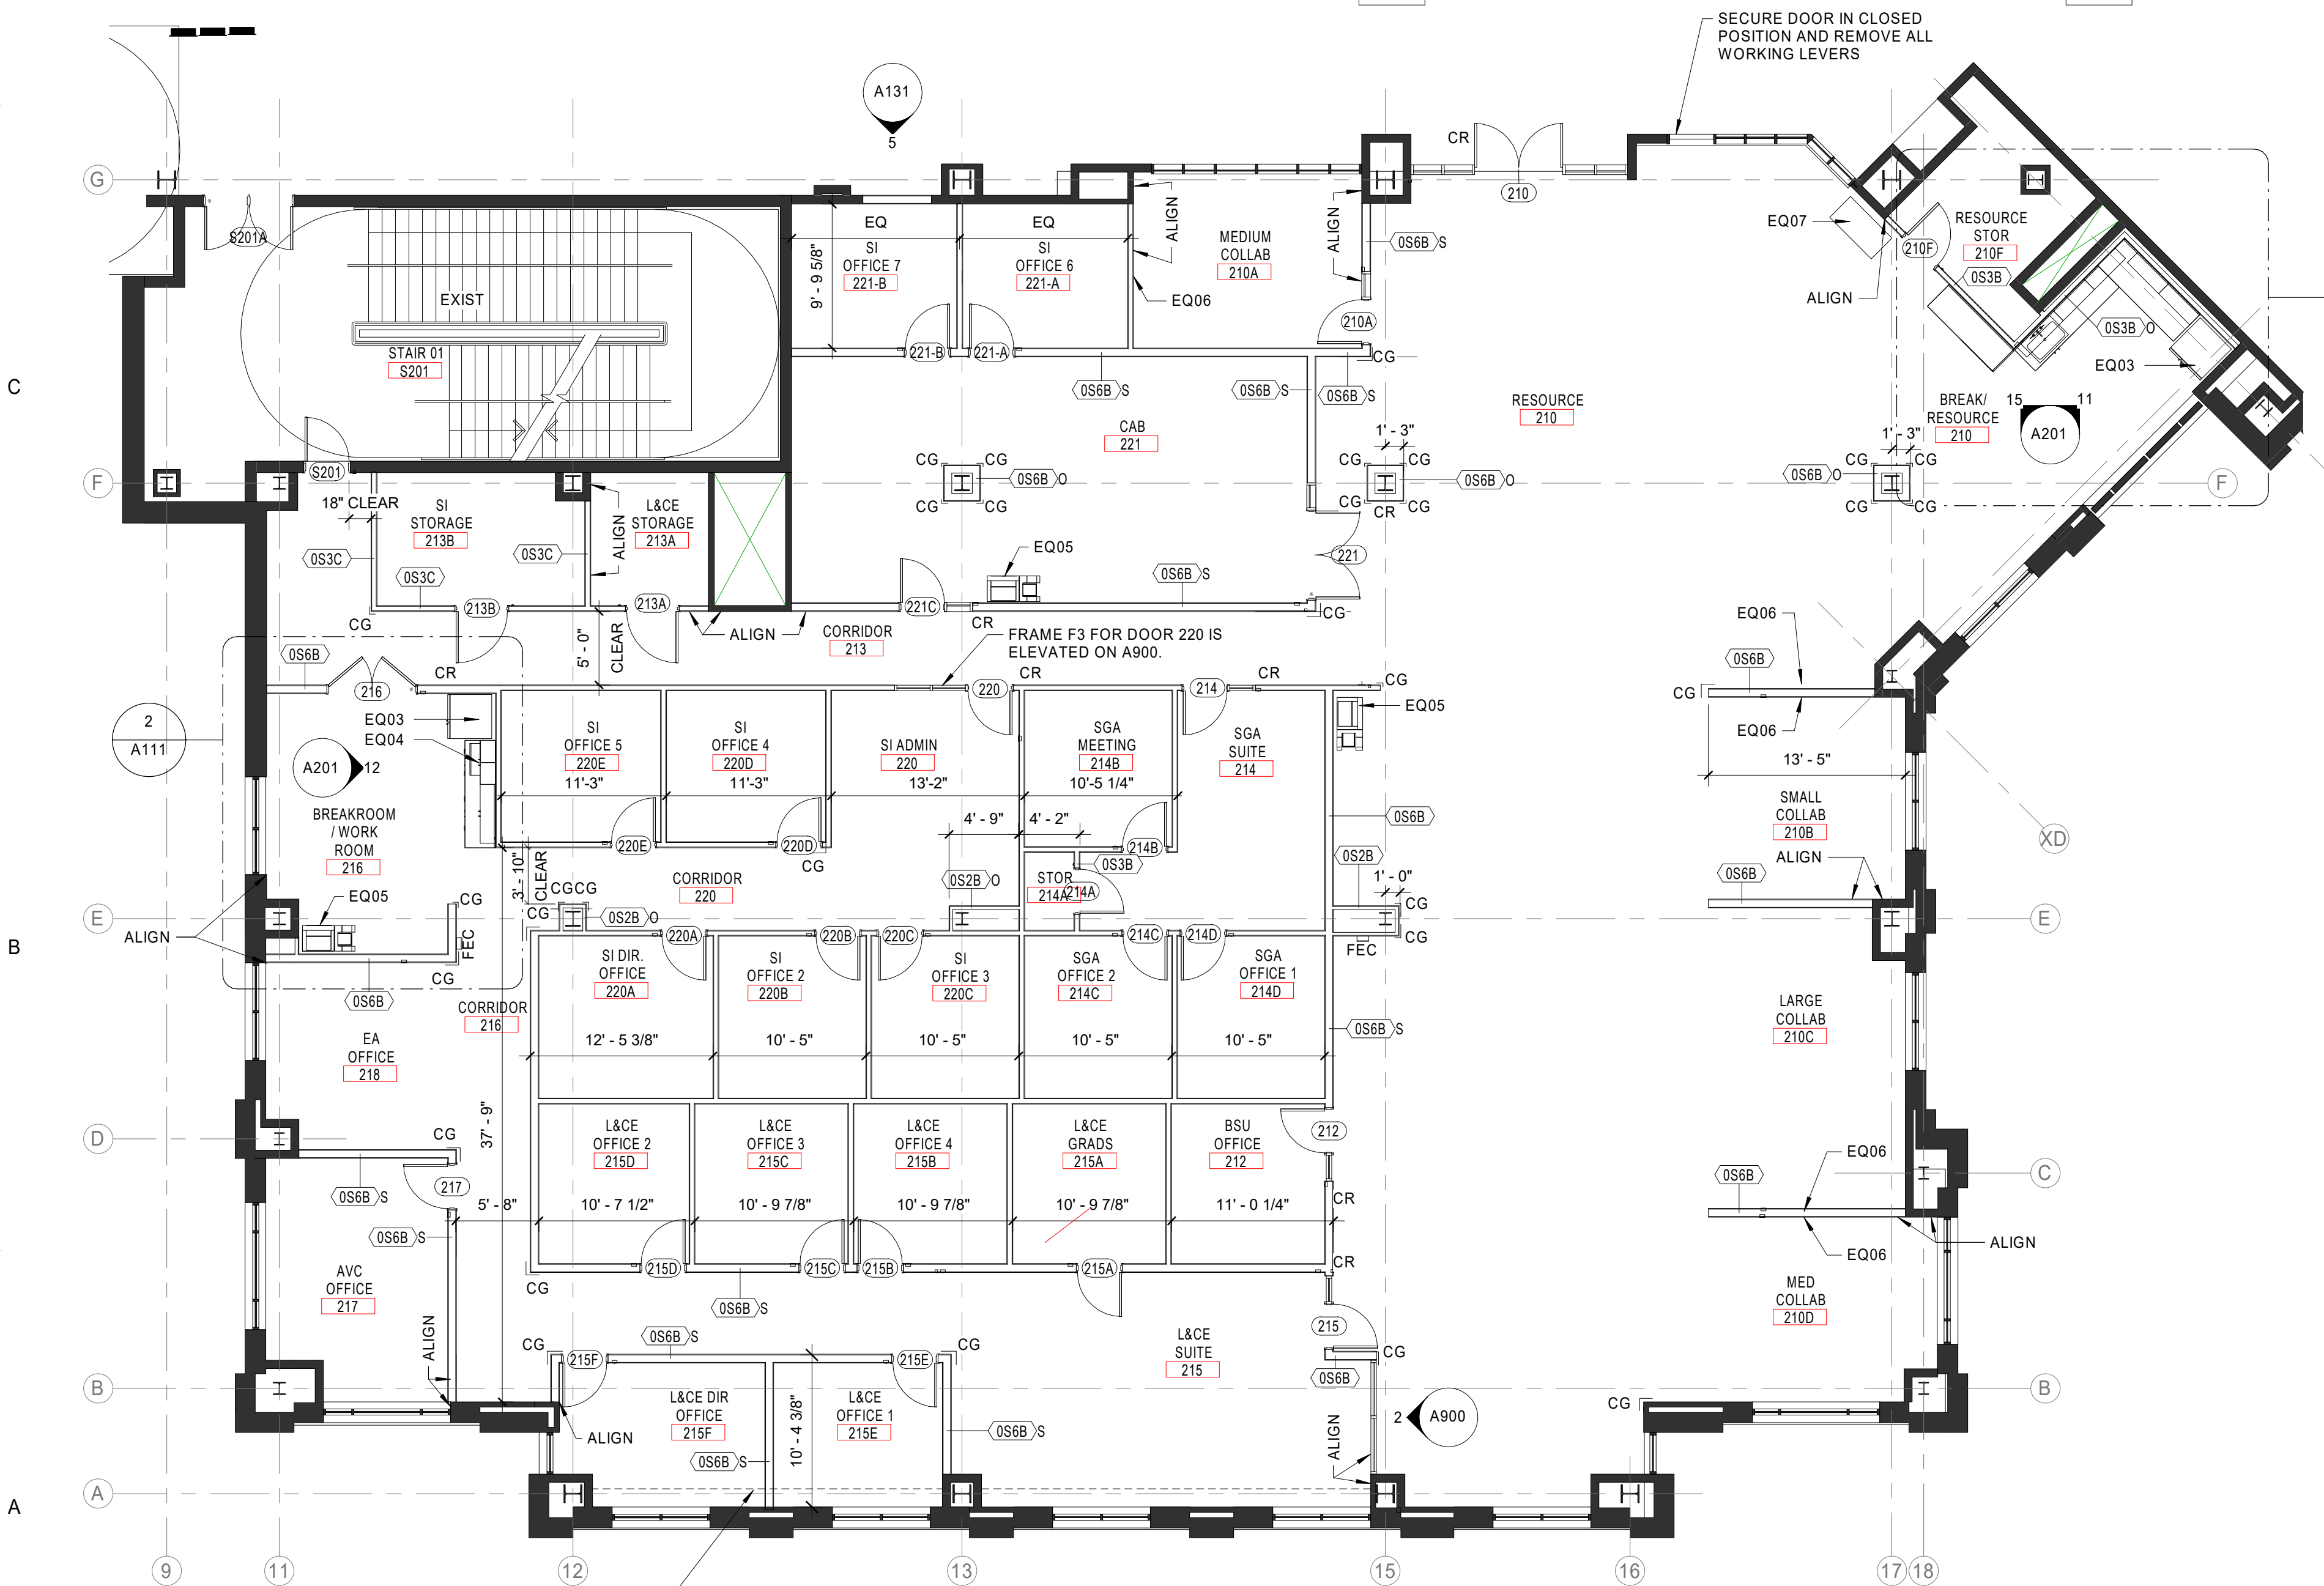 SECURE DOOR IN CLOSED
POSITION AND REMOVE ALL
WORKING LEVERS
A131
5
CR
G
210
S201A
EQ
EQ
SI
OFFICE 7
221-B
SI
OFFICE 6
221-A
9' - 9 5/8"
ALIGN
MEDIUM
COLLAB
210A
ALIGN
0S6B S
EQ07
RESOURCE
STOR
210F
210F
0S3B
EQ06
ALIGN
EXIST
210A
0S3B O
STAIR 01
S201
221-B
221-A
CG
EQ03
C
0S6B S
0S6B S
0S6B S
RESOURCE
210
BREAK/
RESOURCE
210
15
11
A201
CAB
221
1' - 3"
1' - 3"
S201
CG
CG
CG
CG
CG
CG
F
0S6B O
0S6B O
0S6B O
F
18" CLEAR
SI
STORAGE
213B
L&CE
STORAGE
213A
ALIGN
CG
CG
CG
CG
CR
CG
CG
0S3C
0S3C
0S3C
EQ05
221
0S6B S
213B
213A
221C
CG
CG
ALIGN
CORRIDOR
213
CR
FRAME F3 FOR DOOR 220 IS
ELEVATED ON A900.
5' - 0"
CLEAR
EQ06
0S6B
0S6B
216
CR
CR
220
214
CR
CG
CG
EQ05
EQ06
2
A111
EQ03
EQ04
A201
12
SI
OFFICE 5
220E
11'-3"
SI
OFFICE 4
220D
11'-3"
SI ADMIN
220
13'-2"
SGA
MEETING
214B
10'-5 1/4"
SGA
SUITE
214
13' - 5"
BREAKROOM
/ WORK
ROOM
216
4' - 9"
4' - 2"
0S6B
SMALL
COLLAB
210B
XD
220E
220D
CG
214B
0S3B
0S2B
ALIGN
3' - 10"
CLEAR
CORRIDOR
220
0S2B O
STOR
214A
214A
1' - 0"
0S6B
EQ05
CGCG
CG
CG
E
0S2B O
E
ALIGN
220A
220B
220C
214C
214D
CG
FEC
FEC
CG
0S6B
B
SI DIR.
OFFICE
220A
SI
OFFICE 2
220B
SI
OFFICE 3
220C
SGA
OFFICE 2
214C
SGA
OFFICE 1
214D
CORRIDOR
216
LARGE
COLLAB
210C
0S6B S
EA
OFFICE
218
12' - 5 3/8"
10' - 5"
10' - 5"
10' - 5"
10' - 5"
37' - 9"
D
CG
L&CE
OFFICE 2
215D
L&CE
OFFICE 3
215C
L&CE
OFFICE 4
215B
L&CE
GRADS
215A
BSU
OFFICE
212
212
EQ06
C
0S6B
0S6B S
217
5' - 8"
10' - 7 1/2"
10' - 9 7/8"
10' - 9 7/8"
10' - 9 7/8"
11' - 0 1/4"
CR
0S6B S
ALIGN
EQ06
215D
215C
215B
215A
CR
AVC
OFFICE
217
CG
MED
COLLAB
210D
0S6B S
ALIGN
0S6B S
215
CG
215F
215E
CG
L&CE
SUITE
215
CG
0S6B
B
L&CE DIR
OFFICE
215F
L&CE
OFFICE 1
215E
10' - 4 3/8"
B
CG
2
A900
ALIGN
0S6B S
0S6B S
ALIGN
A
A
9
11
12
13
15
16
17
18